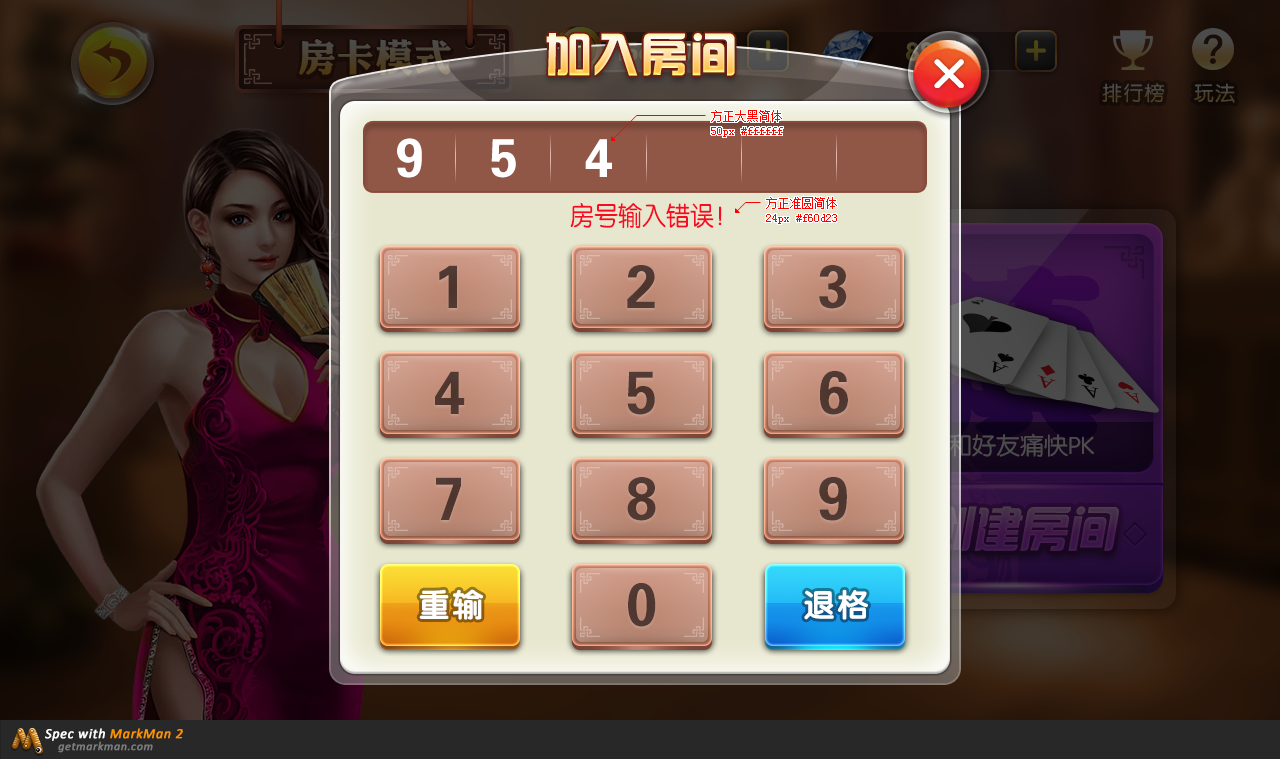 房卡模式
加入房间
排行榜
玩法
9 5 4
方正大黑简体
50px #ffffff
房号输入错误!
方正准圆简体
24px #f60d23
1 2 3
4 5 6
和好友痛快PK
7 8 9
创建房间
重输 0 退格
Spec with MarkMan 2
getmarkman.com